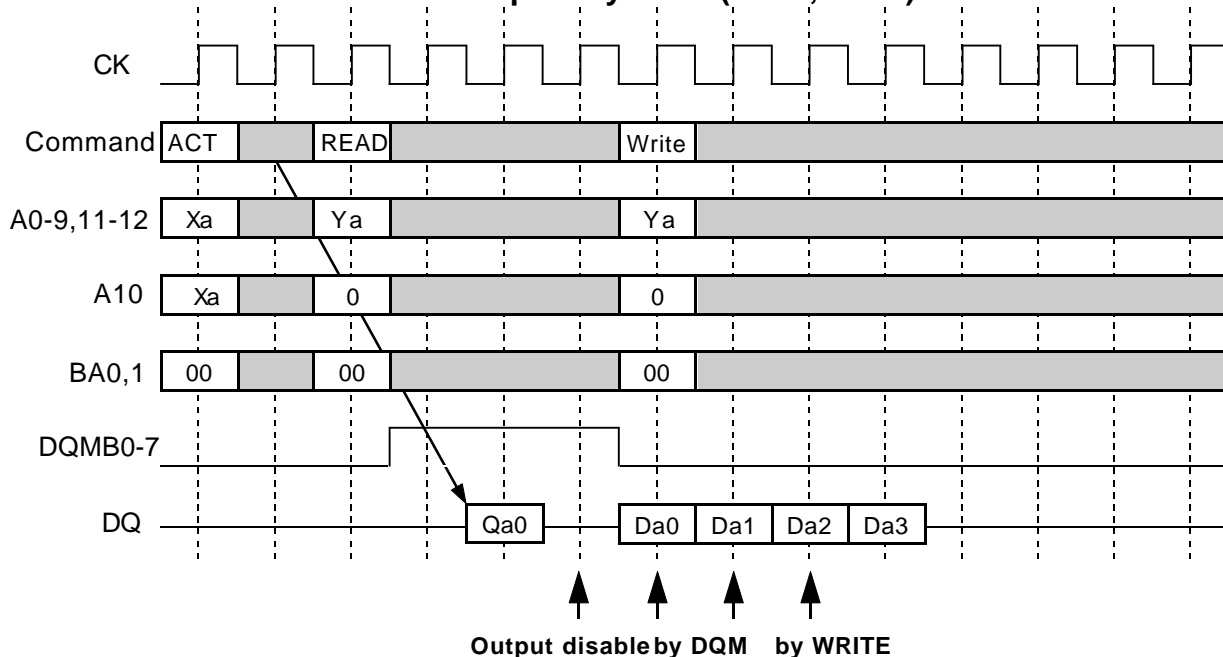 CK
Command ACT READ Write
A0-9,11-12 Xa Ya Ya
A10 Xa 0 0
BA0,1 00 00 00
DQMB0-7
DQ Qa0 Da0 Da1 Da2 Da3
Output disable by DQM by WRITE